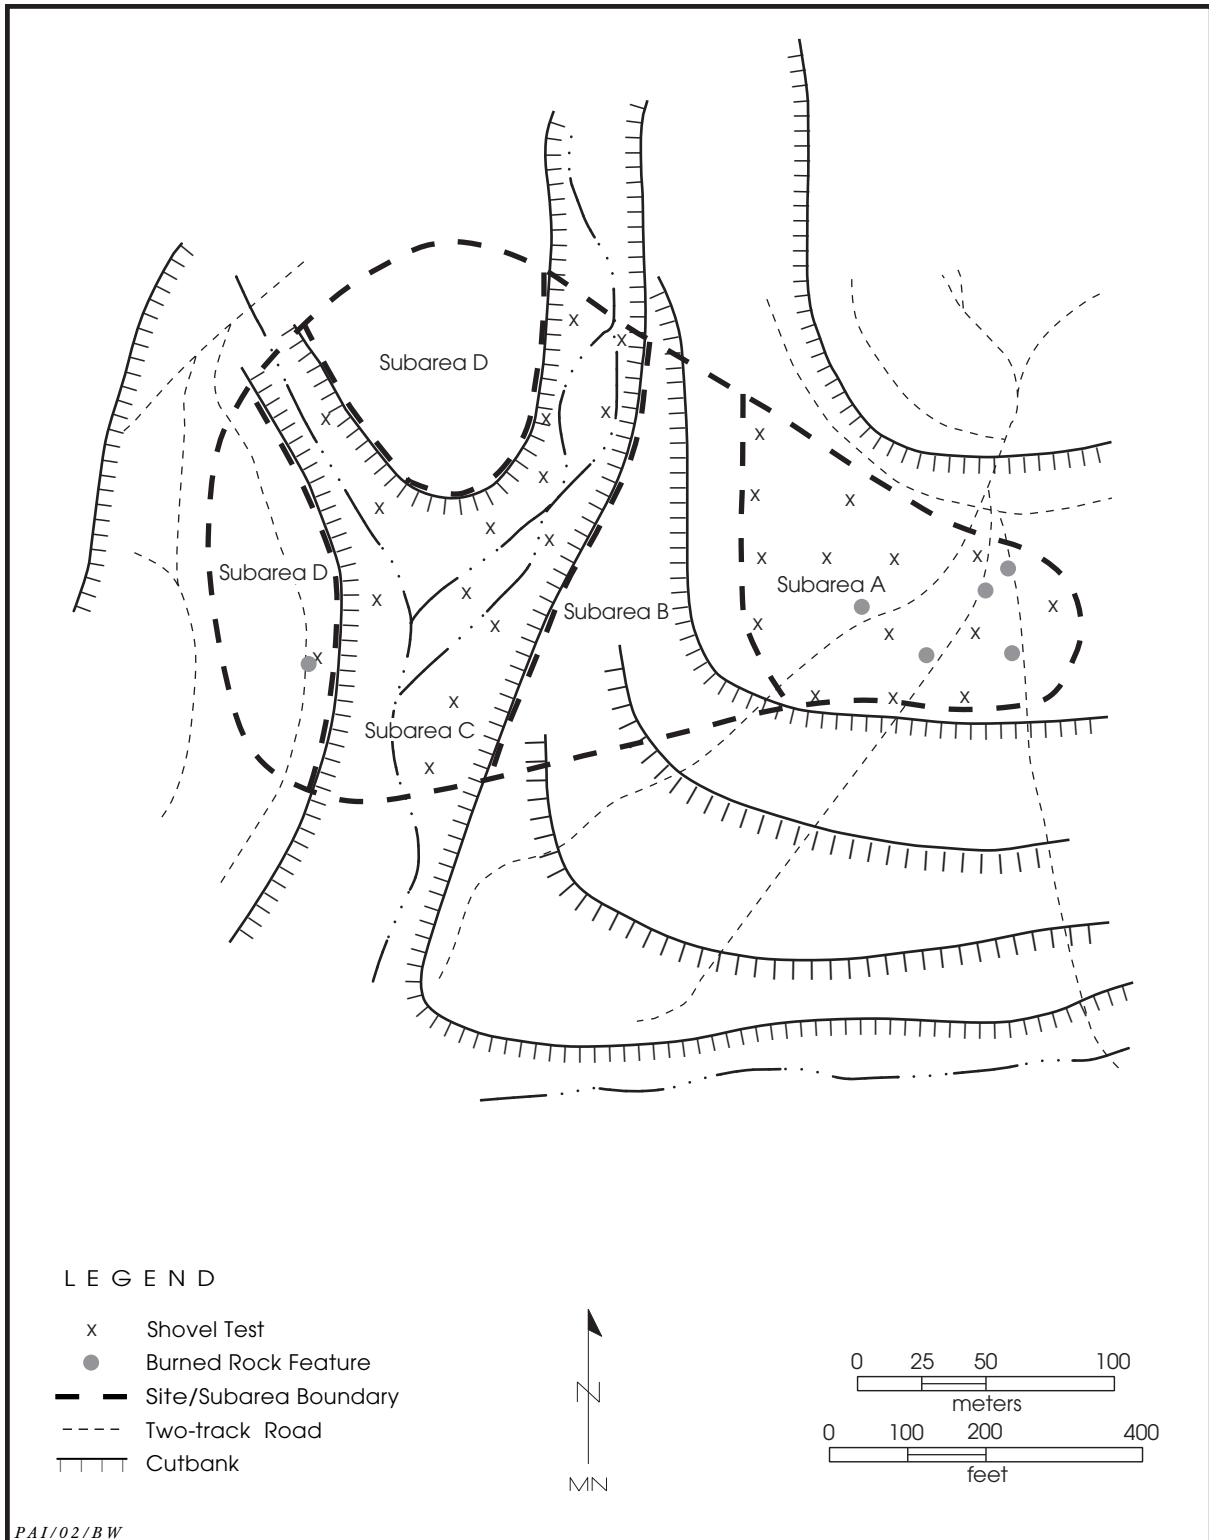 Subarea D
Subarea D
Subarea A
Subarea B
Subarea C
LEGEND
x Shovel Test
Burned Rock Feature
Site/Subarea Boundary
Two-track Road
Cutbank
N
MN
0 25 50 100
meters
0 100 200 400
feet
PAI/02/BW